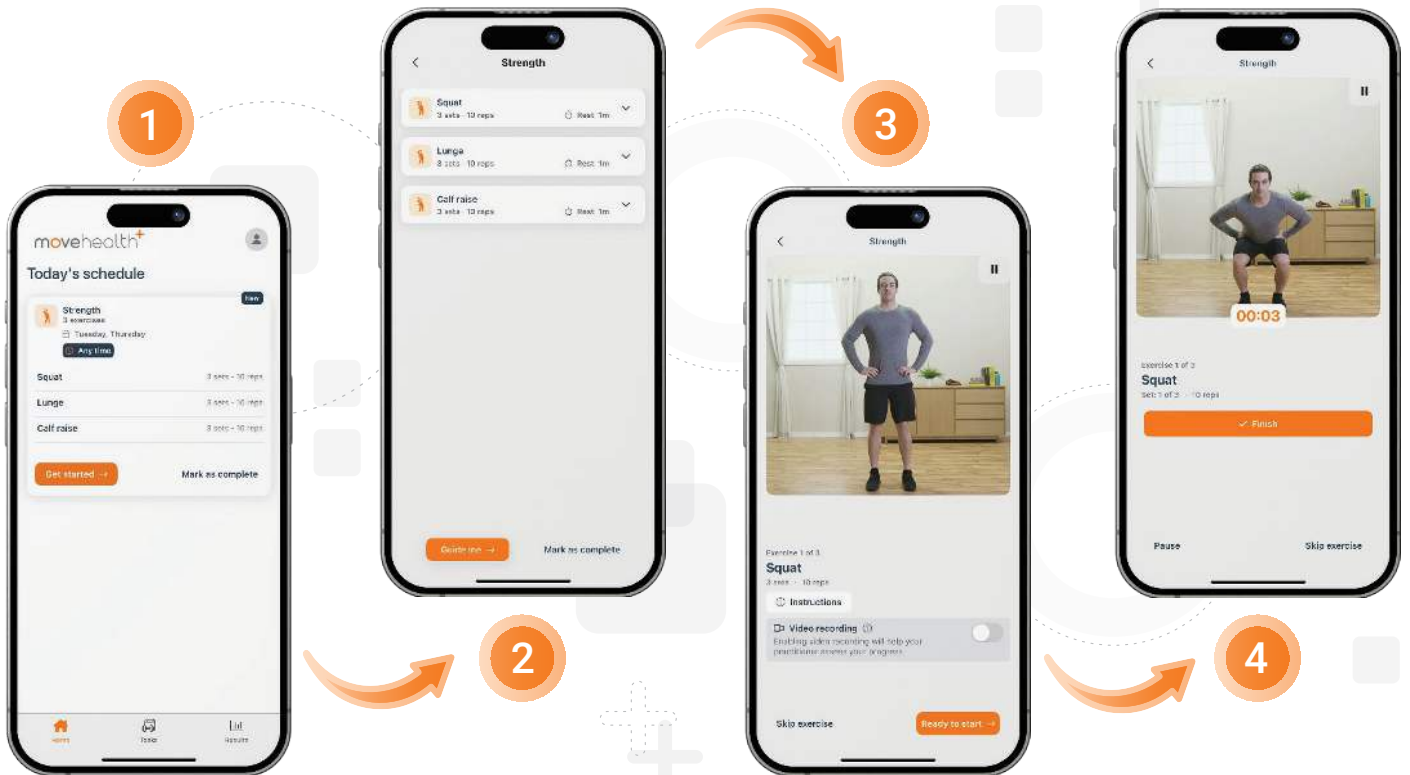 1
movehealth+
Today's schedule
New
Strength
3 exercises
Tuesday, Thursday
Any time
Squat
3 sets - 10 reps
Lunge
3 sets - 10 reps
Calf raise
3 sets - 10 reps
Get started →
Mark as complete
Home
Tasks
Results
2
Strength
Squat
3 sets · 10 reps
Rest 1m
Lunge
3 sets · 10 reps
Rest 1m
Calf raise
3 sets · 10 reps
Rest 1m
Guide me →
Mark as complete
3
Strength
Exercise 1 of 3
Squat
3 sets · 10 reps
Instructions
Video recording
Enabling video recording will help your
practitioner assess your progress
Skip exercise
Ready to start →
4
Strength
00:03
Exercise 1 of 3
Squat
Set: 1 of 3 · 10 reps
Finish
Pause
Skip exercise